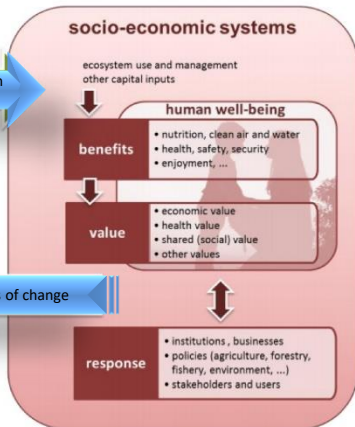 socio-economic systems
ecosystem use and management
other capital inputs
human well-being
benefits
• nutrition, clean air and water
• health, safety, security
• enjoyment, ...
value
• economic value
• health value
• shared (social) value
• other values
of change
response
• institutions , businesses
• policies (agriculture, forestry,
fishery, environment, ...)
• stakeholders and users